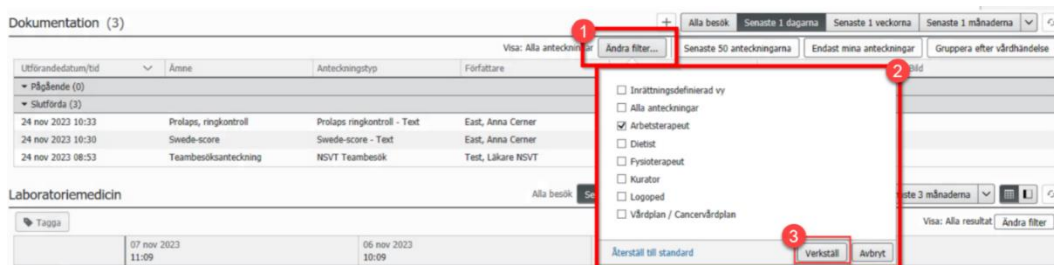 Dokumentation (3)
+ Alla besök Senaste 1 dagarna Senaste 1 veckorna Senaste 1 månaderna
1
Visa: Alla anteckningar Ändra filter... Senaste 50 anteckningarna Endast mina anteckningar Gruppera efter vårdhändelse
2
Utförandedatum/tid Ämne Anteckningstyp Författare Bild
Pågående (0)
Slutförda (3)
24 nov 2023 10:33 Prolaps, ringkontroll Prolaps ringkontroll - Text East, Anna Cerner
24 nov 2023 10:30 Swede-score Swede-score - Text East, Anna Cerner
24 nov 2023 08:53 Teambesöksanteckning NSVT Teambesök Test, Läkare NSVT
Inrättningsdefinierad vy
Alla anteckningar
Arbetsterapeut
Dietist
Fysioterapeut
Kurator
Logoped
Vårdplan / Cancervårdplan
3
Återställ till standard Verkställ Avbryt
Laboratoriemedicin
Alla besök Se ste 3 månaderna
Tagga
Visa: Alla resultat Ändra filter
07 nov 2023 06 nov 2023
11:09 10:09